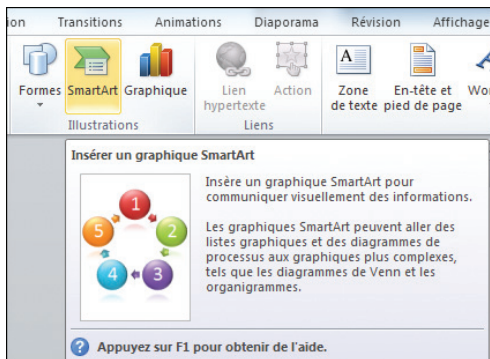 ion Transitions Animations Diaporama Révision Affichage
Formes SmartArt Graphique Lien hypertexte Action Zone de texte En-tête et pied de page
Illustrations Liens
Insérer un graphique SmartArt
1
2
3
4
5
Insère un graphique SmartArt pour
communiquer visuellement des informations.
Les graphiques SmartArt peuvent aller des
listes graphiques et des diagrammes de
processus aux graphiques plus complexes,
tels que les diagrammes de Venn et les
organigrammes.
Appuyez sur F1 pour obtenir de l'aide.